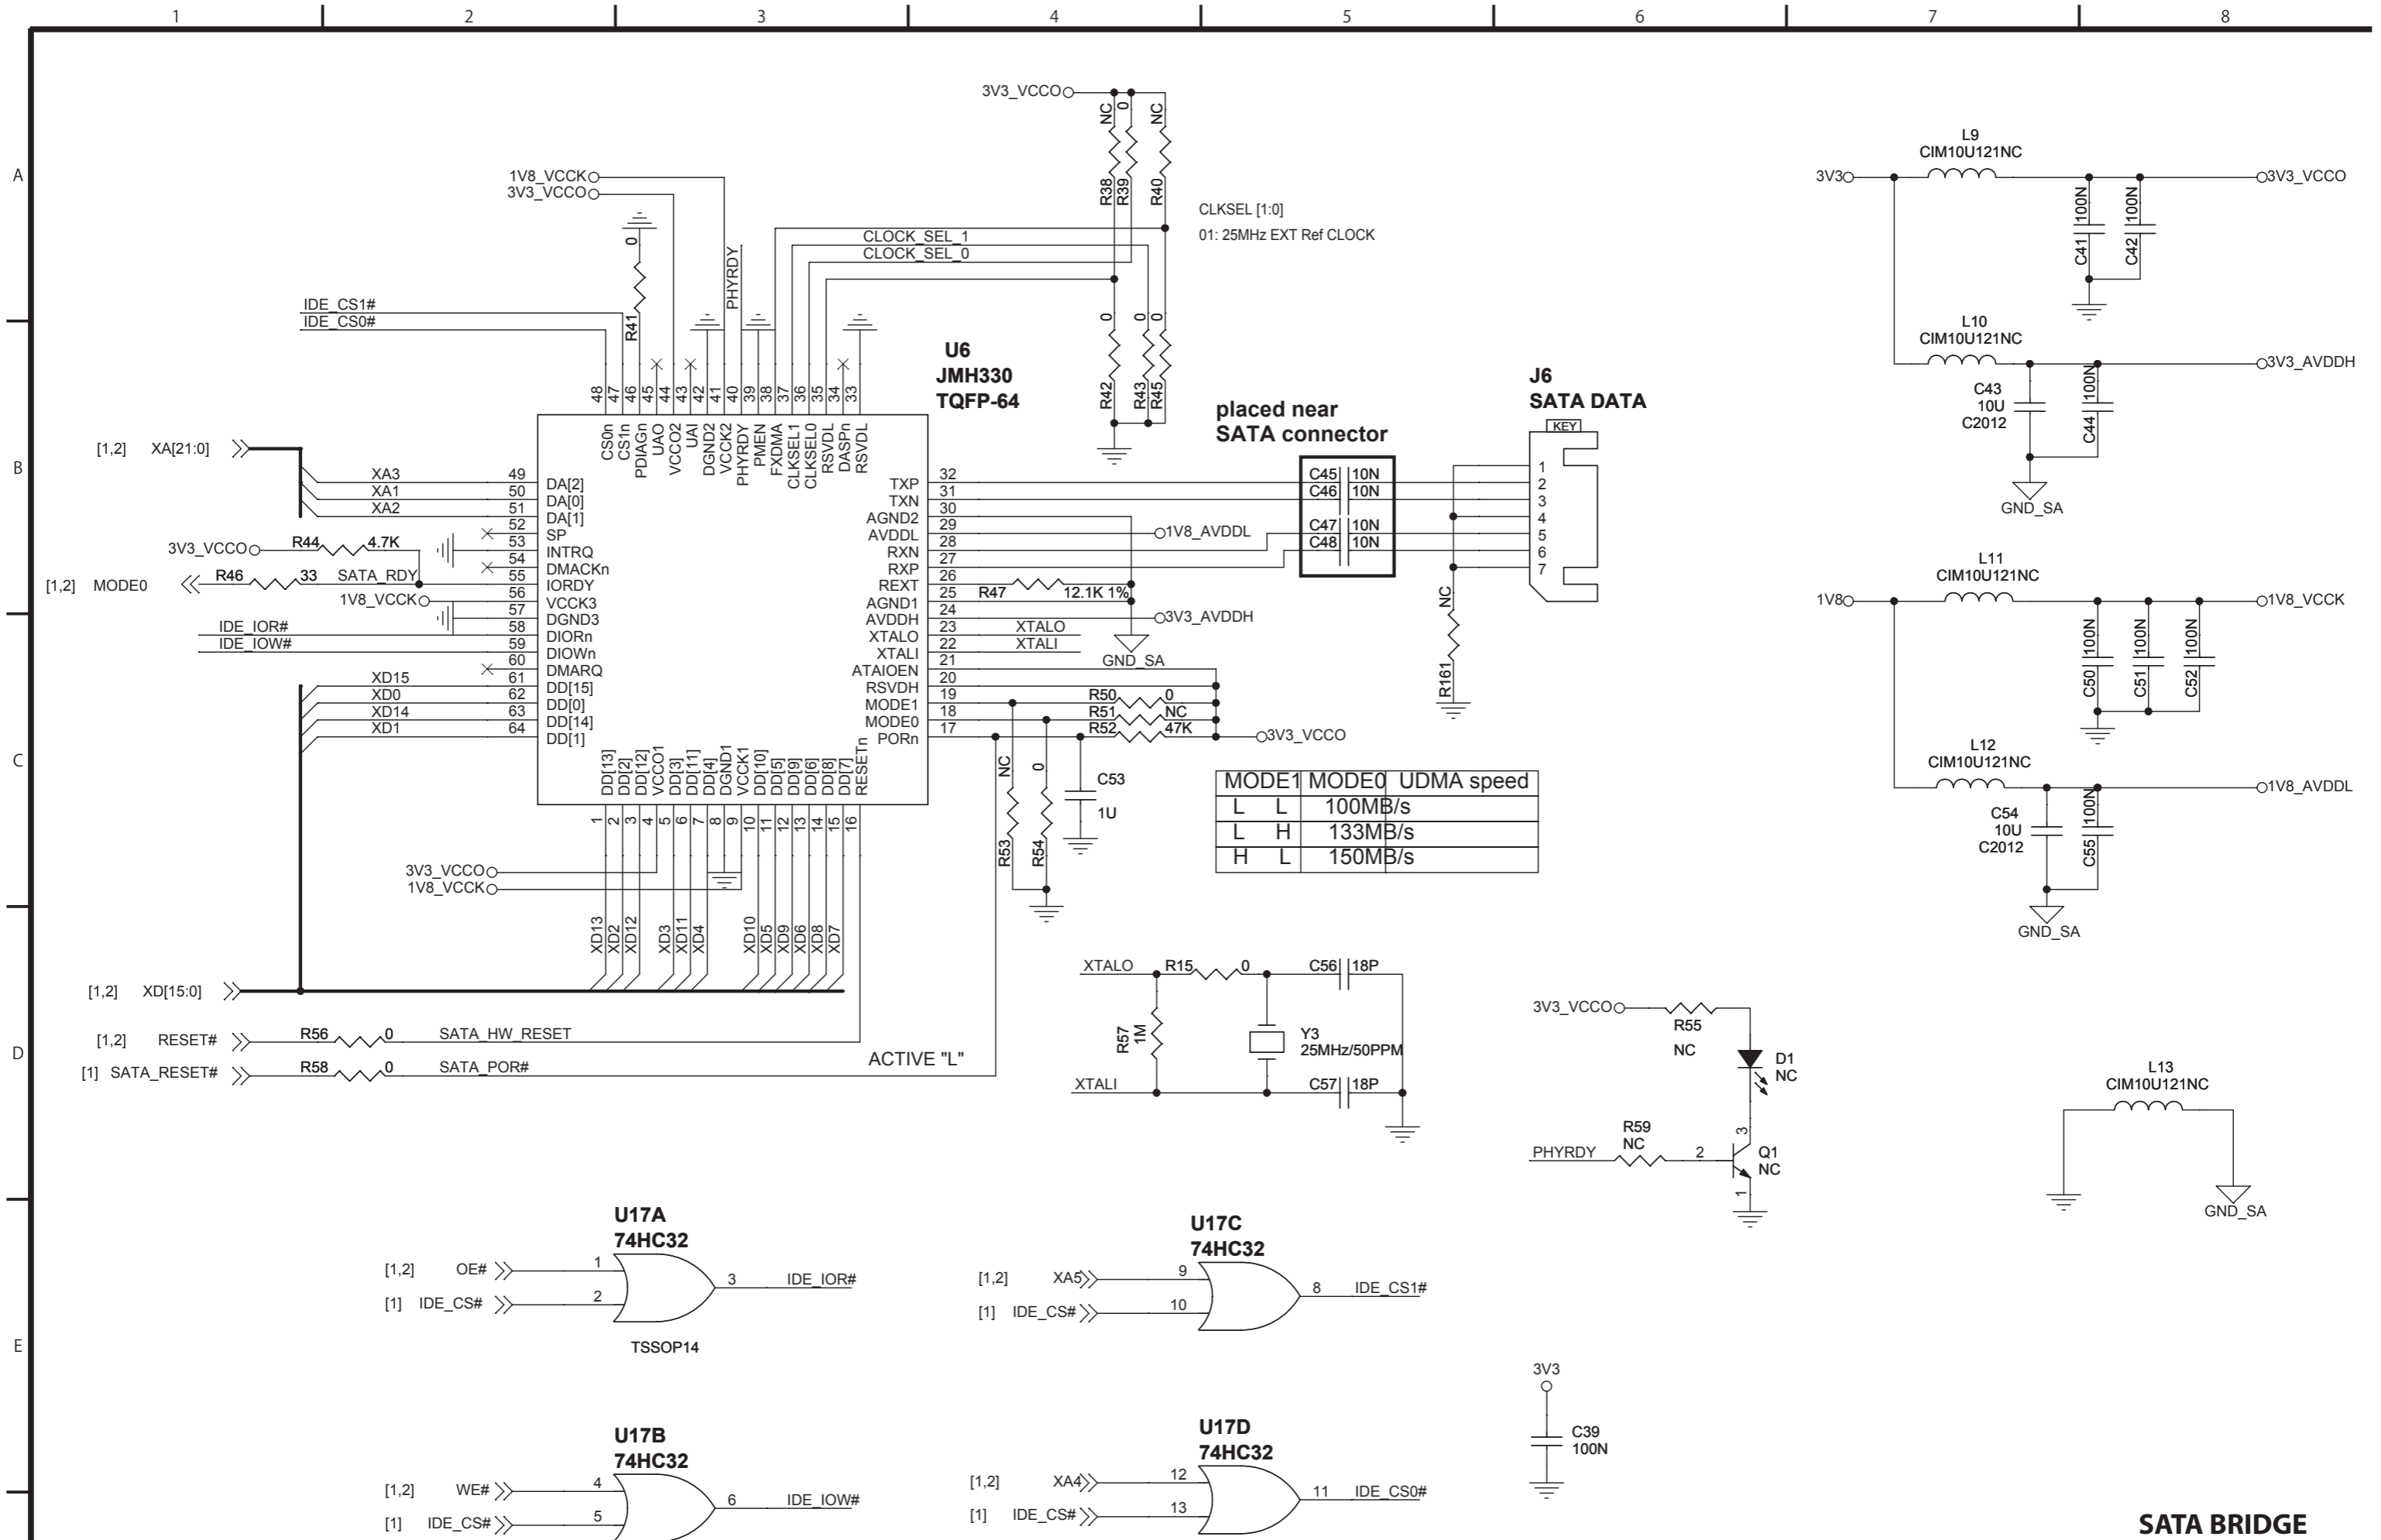 1 2 3 4 5 6 7 8
A
B
C
D
E
3V3_VCCO
NC
0
NC
R38
R39
R40
1V8_VCCK
3V3_VCCO
0
R41
PHYRDY
CLOCK_SEL_1
CLOCK_SEL_0
CLKSEL [1:0]
01: 25MHz EXT Ref CLOCK
IDE_CS1#
IDE_CS0#
0
0
0
R42
R43
R45
U6
JMH330
TQFP-64
48 47 46 45 44 43 42 41 40 39 38 37 36 35 34 33
CS0n
CS1n
PDIAGn
UAO
VCCO2
UAI
DGND2
VCCK2
PHYRDY
PMEN
FXDMA
CLKSEL1
CLKSEL0
RSVDL
DASPn
RSVDL
[1,2] XA[21:0]
XA3 49 DA[2]
XA1 50 DA[0]
XA2 51 DA[1]
52 SP
53 INTRQ
54 DMACKn
55 IORDY
56 VCCK3
57 DGND3
58 DIORn
59 DIOWn
60 DMARQ
61 DD[15]
62 DD[0]
63 DD[14]
64 DD[1]
3V3_VCCO R44 4.7K
[1,2] MODE0 R46 33 SATA_RDY
1V8_VCCK
IDE_IOR#
IDE_IOW#
XD15
XD0
XD14
XD1
TXP 32
TXN 31
AGND2 30
AVDDL 29
RXN 28
RXP 27
REXT 26
AGND1 25
AVDDH 24
XTALO 23
XTALI 22
ATAIOEN 21
RSVDH 20
MODE1 19
MODE0 18
PORn 17
1V8_AVDDL
R47 12.1K 1%
3V3_AVDDH
XTALO
XTALI
GND_SA
R50 0
R51 NC
R52 47K
3V3_VCCO
placed near
SATA connector
C45 10N
C46 10N
C47 10N
C48 10N
J6
SATA DATA
KEY
1
2
3
4
5
6
7
NC
R161
DD[13]
DD[2]
DD[12]
VCCO1
DD[3]
DD[11]
DD[4]
DGND1
VCCK1
DD[10]
DD[5]
DD[9]
DD[6]
DD[8]
DD[7]
RESETn
1 2 3 4 5 6 7 8 9 10 11 12 13 14 15 16
NC
0
R53
R54
C53
1U
3V3_VCCO
1V8_VCCK
XD13
XD2
XD12
XD3
XD11
XD4
XD10
XD5
XD9
XD6
XD8
XD7
MODE1 MODE0 UDMA speed
L L 100MB/s
L H 133MB/s
H L 150MB/s
[1,2] XD[15:0]
[1,2] RESET# R56 0 SATA_HW_RESET
[1] SATA_RESET# R58 0 SATA_POR#
ACTIVE "L"
XTALO R15 0 C56 18P
R57
1M
Y3
25MHz/50PPM
XTALI C57 18P
3V3_VCCO
R55
NC
D1
NC
R59
NC
PHYRDY 2
3
Q1
NC
1
L9
CIM10U121NC
3V3
3V3_VCCO
100N
100N
C41
C42
L10
CIM10U121NC
3V3_AVDDH
C43
10U
C2012
100N
C44
GND_SA
L11
CIM10U121NC
1V8
1V8_VCCK
100N
100N
100N
C50
C51
C52
L12
CIM10U121NC
1V8_AVDDL
C54
10U
C2012
100N
C55
GND_SA
L13
CIM10U121NC
GND_SA
U17A
74HC32
[1,2] OE# 1
[1] IDE_CS# 2
3 IDE_IOR#
TSSOP14
U17C
74HC32
[1,2] XA5 9
[1] IDE_CS# 10
8 IDE_CS1#
U17B
74HC32
[1,2] WE# 4
[1] IDE_CS# 5
6 IDE_IOW#
U17D
74HC32
[1,2] XA4 12
[1] IDE_CS# 13
11 IDE_CS0#
3V3
C39
100N
SATA BRIDGE